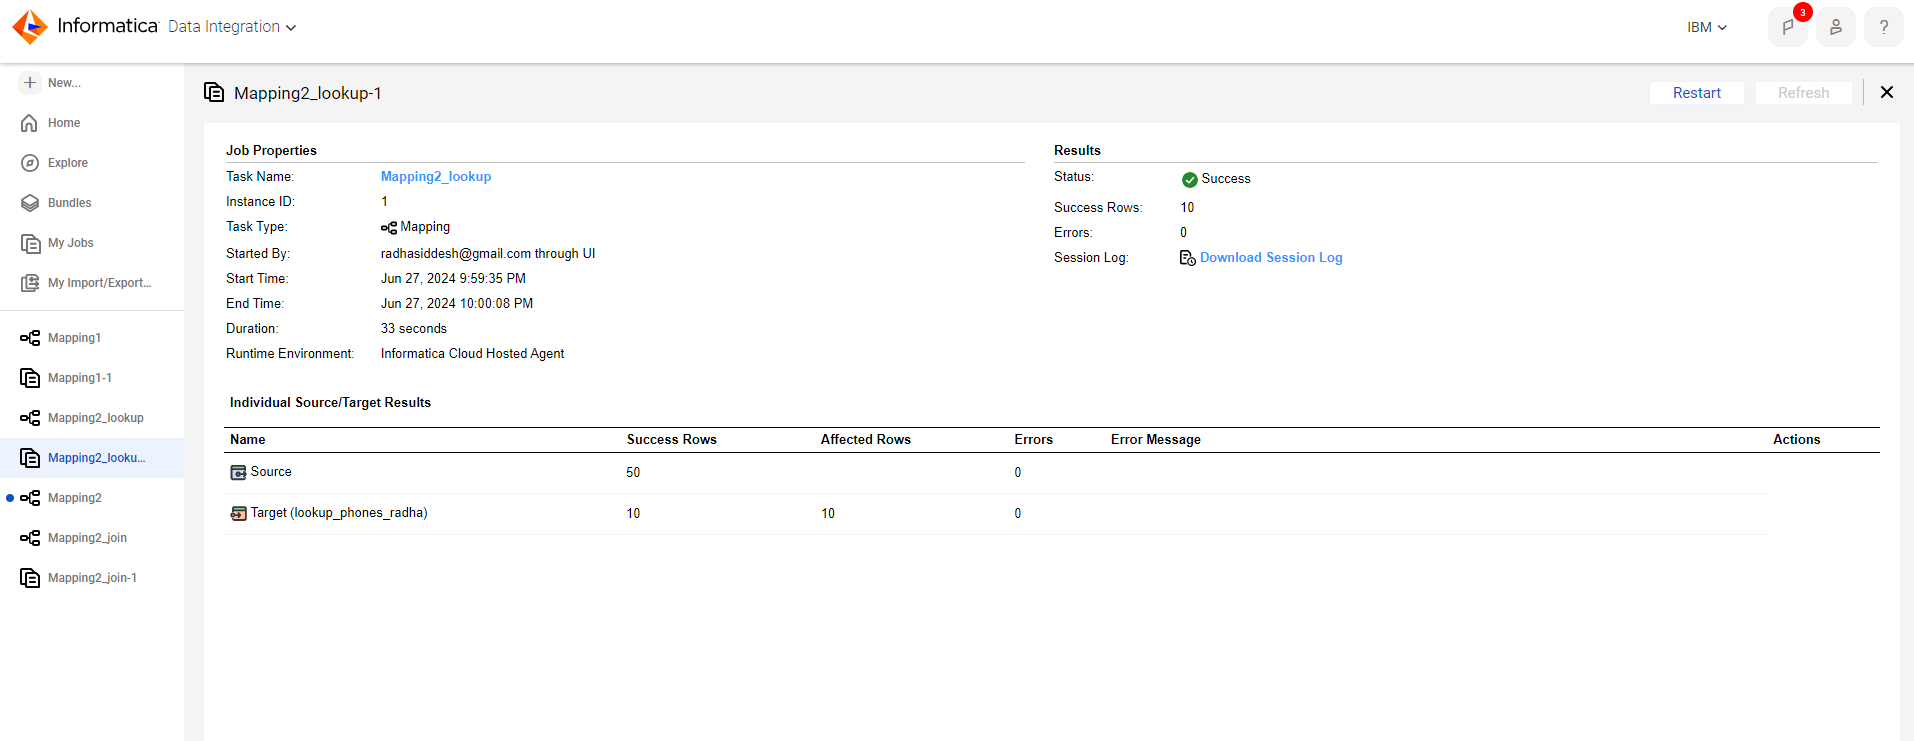 Informatica Data Integration
IBM
3
?
New...
Home
Explore
Bundles
My Jobs
My Import/Export...
Mapping1
Mapping1-1
Mapping2_lookup
Mapping2_looku...
Mapping2
Mapping2_join
Mapping2_join-1
Mapping2_lookup-1
Restart
Refresh
Job Properties
Task Name: Mapping2_lookup
Instance ID: 1
Task Type: Mapping
Started By: radhasiddesh@gmail.com through UI
Start Time: Jun 27, 2024 9:59:35 PM
End Time: Jun 27, 2024 10:00:08 PM
Duration: 33 seconds
Runtime Environment: Informatica Cloud Hosted Agent
Results
Status: Success
Success Rows: 10
Errors: 0
Session Log: Download Session Log
Individual Source/Target Results
Name Success Rows Affected Rows Errors Error Message Actions
Source 50 0
Target (lookup_phones_radha) 10 10 0